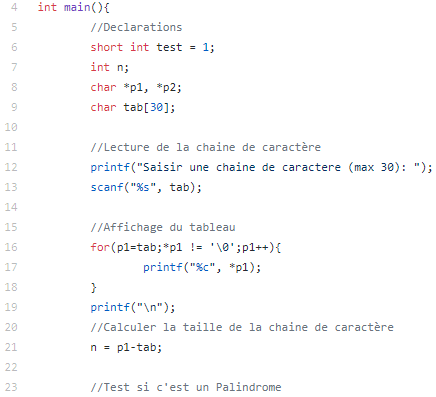 4 int main(){
5 //Declarations
6 short int test = 1;
7 int n;
8 char *p1, *p2;
9 char tab[30];
10
11 //Lecture de la chaine de caractère
12 printf("Saisir une chaine de caractere (max 30): ");
13 scanf("%s", tab);
14
15 //Affichage du tableau
16 for(p1=tab;*p1 != '\0';p1++){
17 printf("%c", *p1);
18 }
19 printf("\n");
20 //Calculer la taille de la chaine de caractère
21 n = p1-tab;
22
23 //Test si c'est un Palindrome